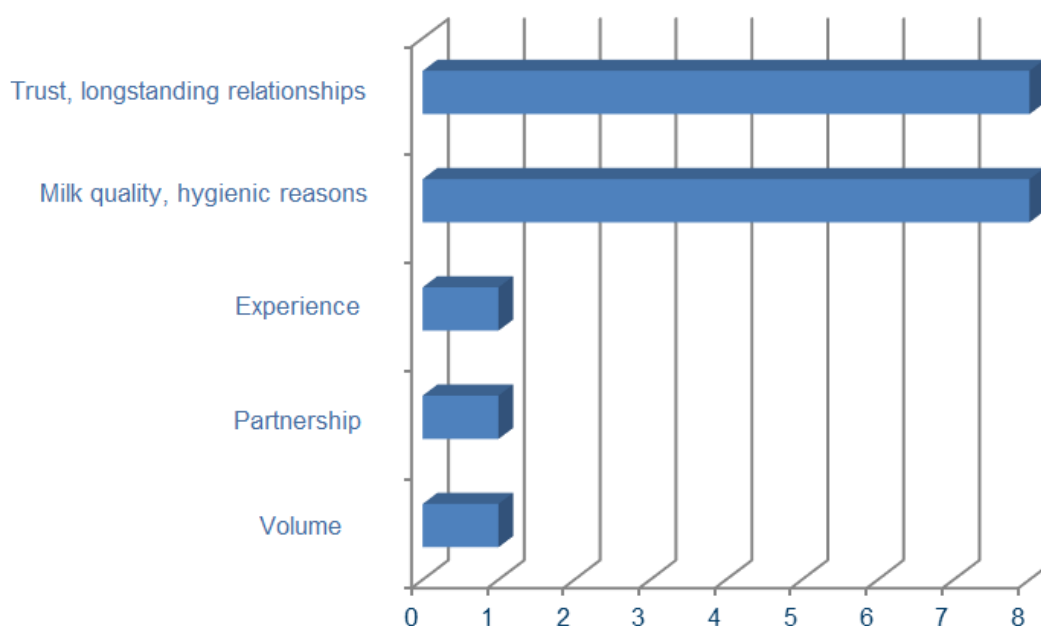 Trust, longstanding relationships
Milk quality, hygienic reasons
Experience
Partnership
Volume
0 1 2 3 4 5 6 7 8